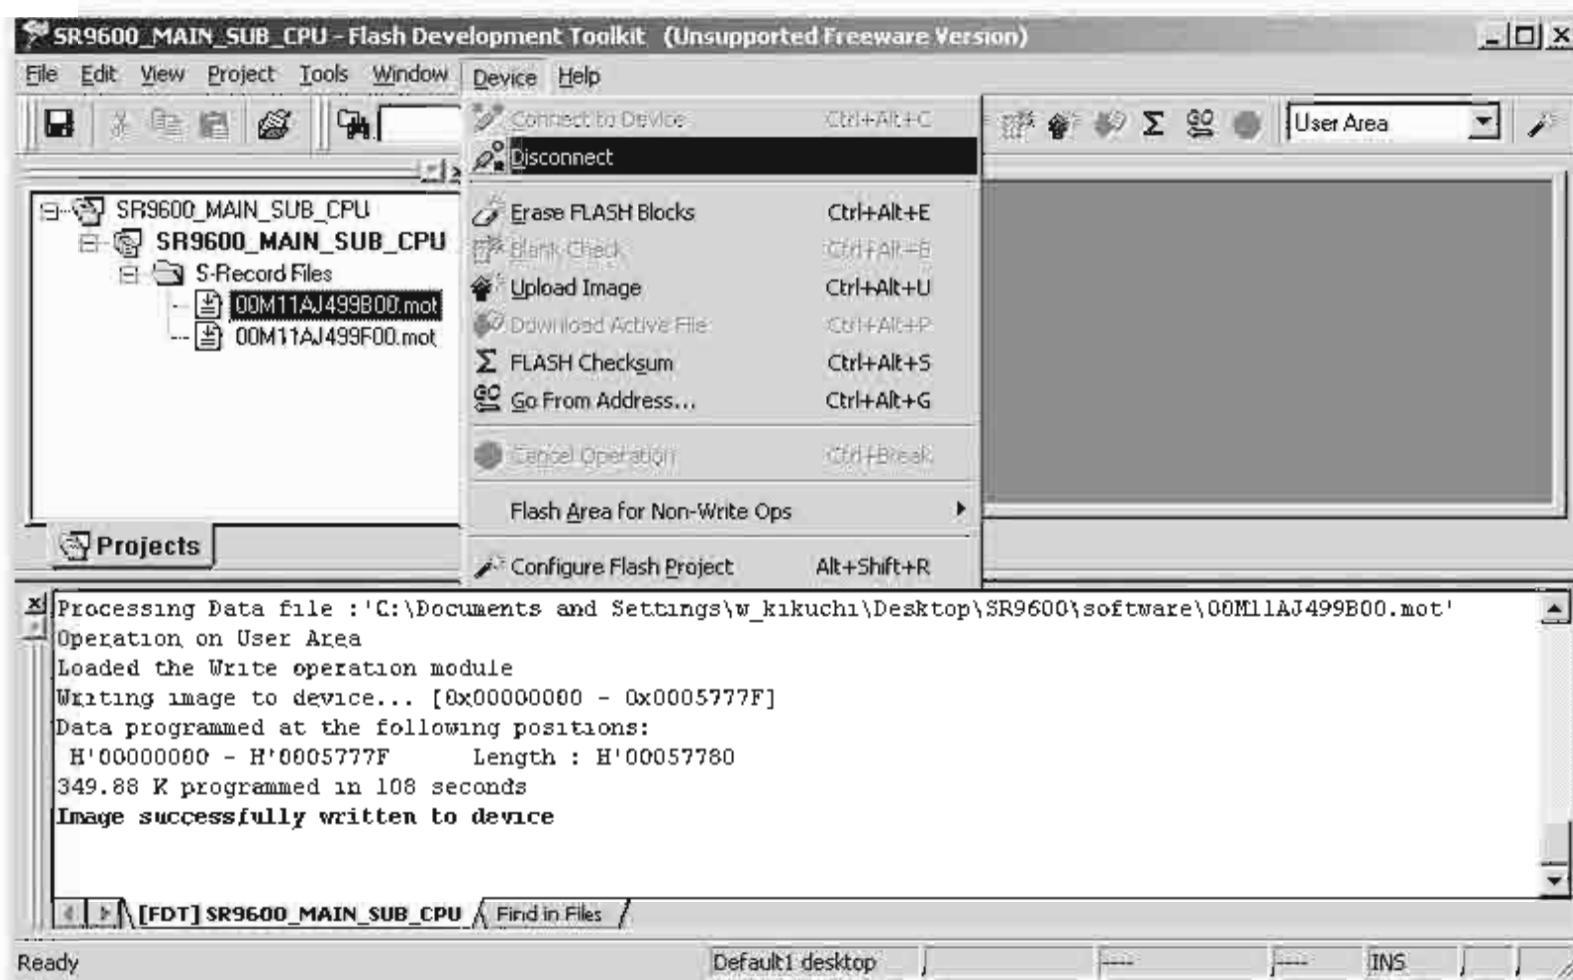 SR9600_MAIN_SUB_CPU - Flash Development Toolkit (Unsupported Freeware Version)
File Edit View Project Tools Window Device Help
User Area
Connect to Device Ctrl+Alt+C
Disconnect
Erase FLASH Blocks Ctrl+Alt+E
Blank Check Ctrl+Alt+B
Upload Image Ctrl+Alt+U
Download Active File Ctrl+Alt+P
FLASH Checksum Ctrl+Alt+S
Go From Address... Ctrl+Alt+G
Cancel Operation Ctrl+Break
Flash Area for Non-Write Ops
Configure Flash Project Alt+Shift+R
SR9600_MAIN_SUB_CPU
SR9600_MAIN_SUB_CPU
S-Record Files
00M11AJ499B00.mot
00M11AJ499F00.mot
Projects
Processing Data file :'C:\Documents and Settings\w_kikuchi\Desktop\SR9600\software\00M11AJ499B00.mot'
Operation on User Area
Loaded the Write operation module
Writing image to device... [0x00000000 - 0x0005777F]
Data programmed at the following positions:
H'00000000 - H'0005777F Length : H'00057780
349.88 K programmed in 108 seconds
Image successfully written to device
[FDT] SR9600_MAIN_SUB_CPU Find in Files
Ready Default1 desktop ---- ---- INS